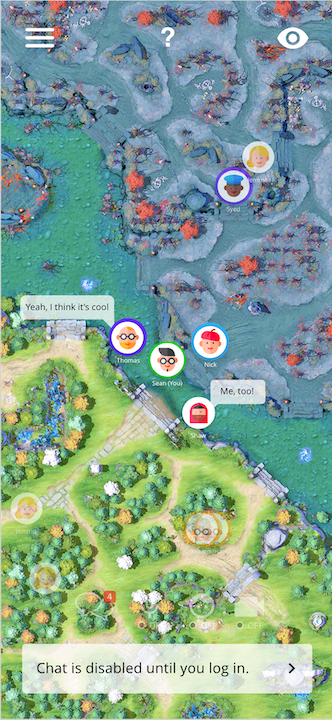 ?
Syed
Yeah, I think it's cool
Thomas
Sean (You)
Nick
Me, too!
4
Chat is disabled until you log in.